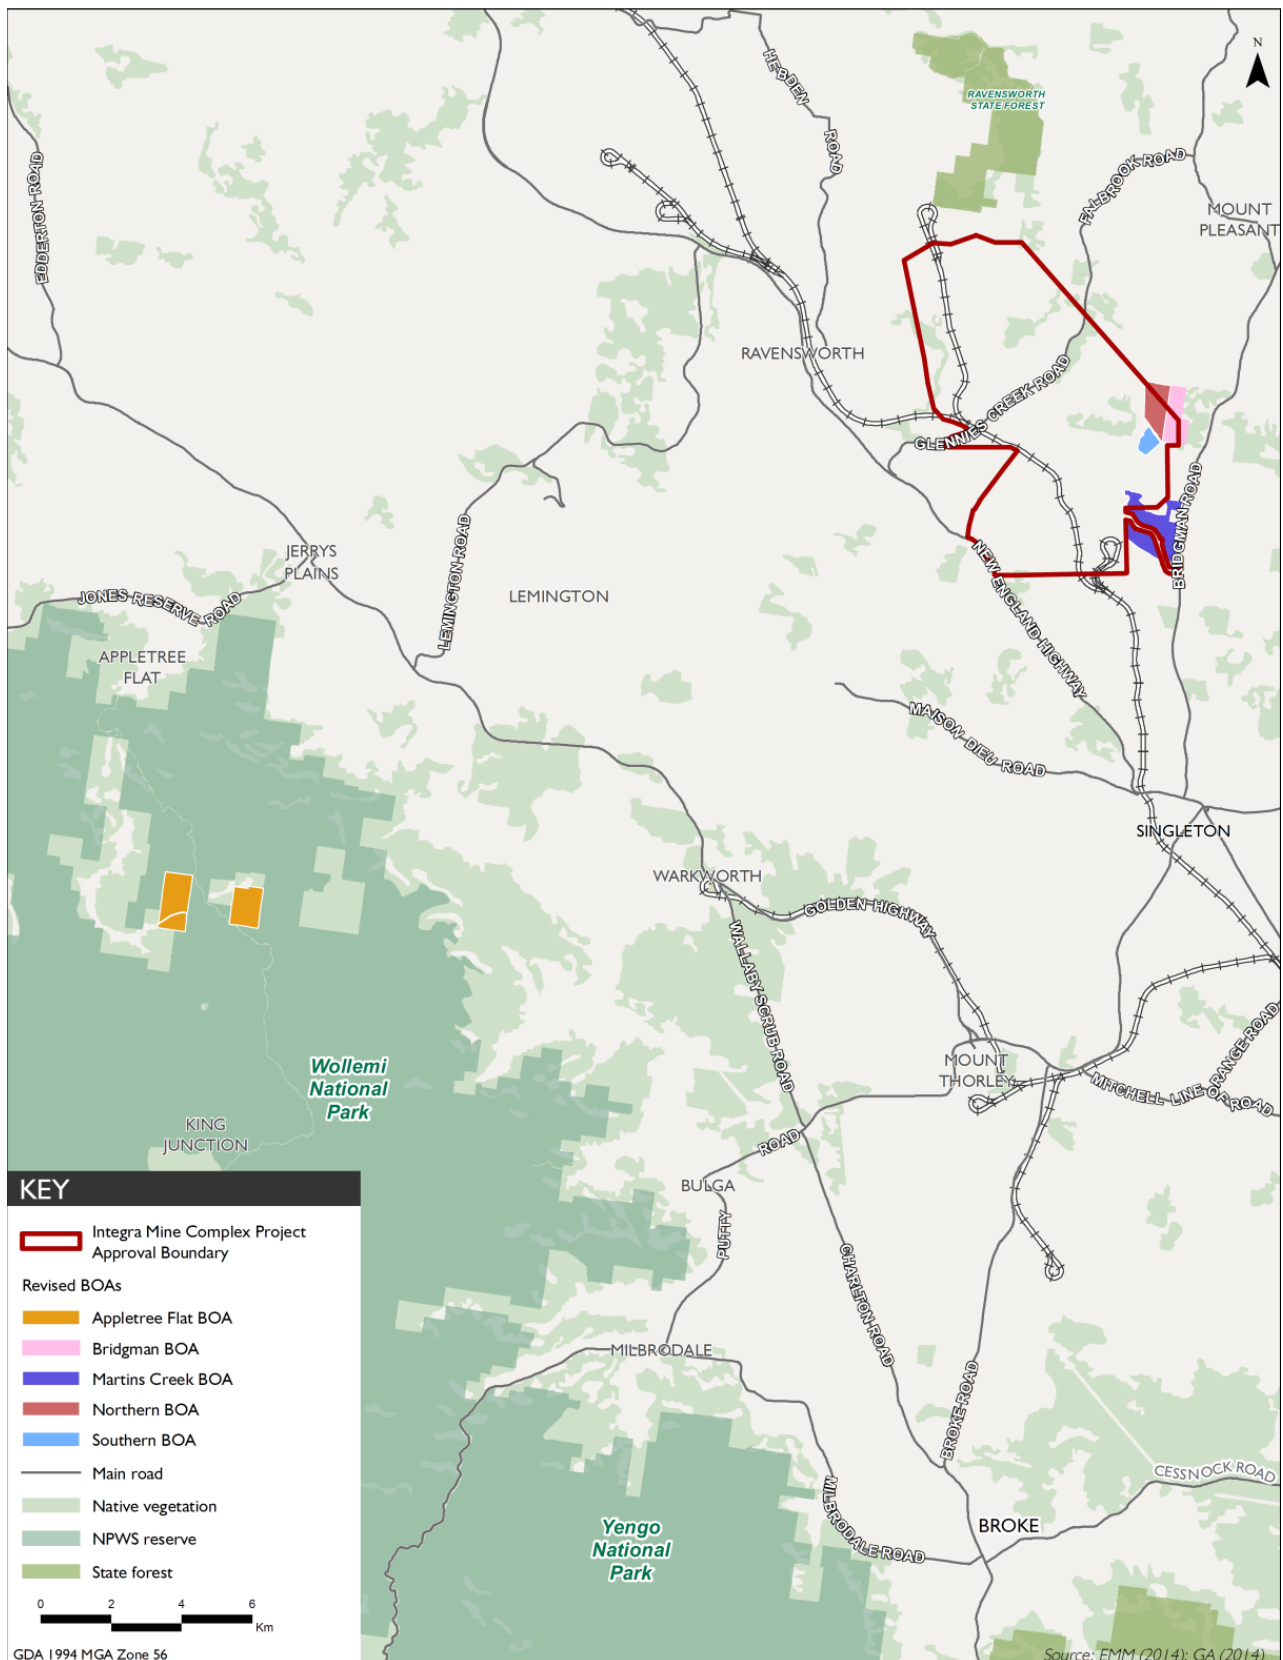 N
HEBDEN
ROAD
RAVENSWORTH
STATE FOREST
FALBROOK ROAD
EDDERTON ROAD
MOUNT
PLEASANT
RAVENSWORTH
GLENNIES CREEK ROAD
BRIDGMAN ROAD
LEMINGTON ROAD
JERRYS
PLAINS
NEW ENGLAND HIGHWAY
JONES RESERVE ROAD
LEMINGTON
APPLETREE
FLAT
MAISON DIEU ROAD
SINGLETON
WARKWORTH
GOLDEN HIGHWAY
WALLABY SCRUB ROAD
Wollemi
National
Park
MOUNT
THORLEY
RANGE ROAD
MITCHELL LINE OF ROAD
KING
JUNCTION
ROAD
BULGA
PUTTY
CHARLTON ROAD
MILBRODALE
BROKE ROAD
CESSNOCK ROAD
MILBRODALE ROAD
BROKE
Yengo
National
Park
KEY
Integra Mine Complex Project
Approval Boundary
Revised BOAs
Appletree Flat BOA
Bridgman BOA
Martins Creek BOA
Northern BOA
Southern BOA
Main road
Native vegetation
NPWS reserve
State forest
0 2 4 6
Km
GDA 1994 MGA Zone 56
Source: EMM (2014); GA (2014)